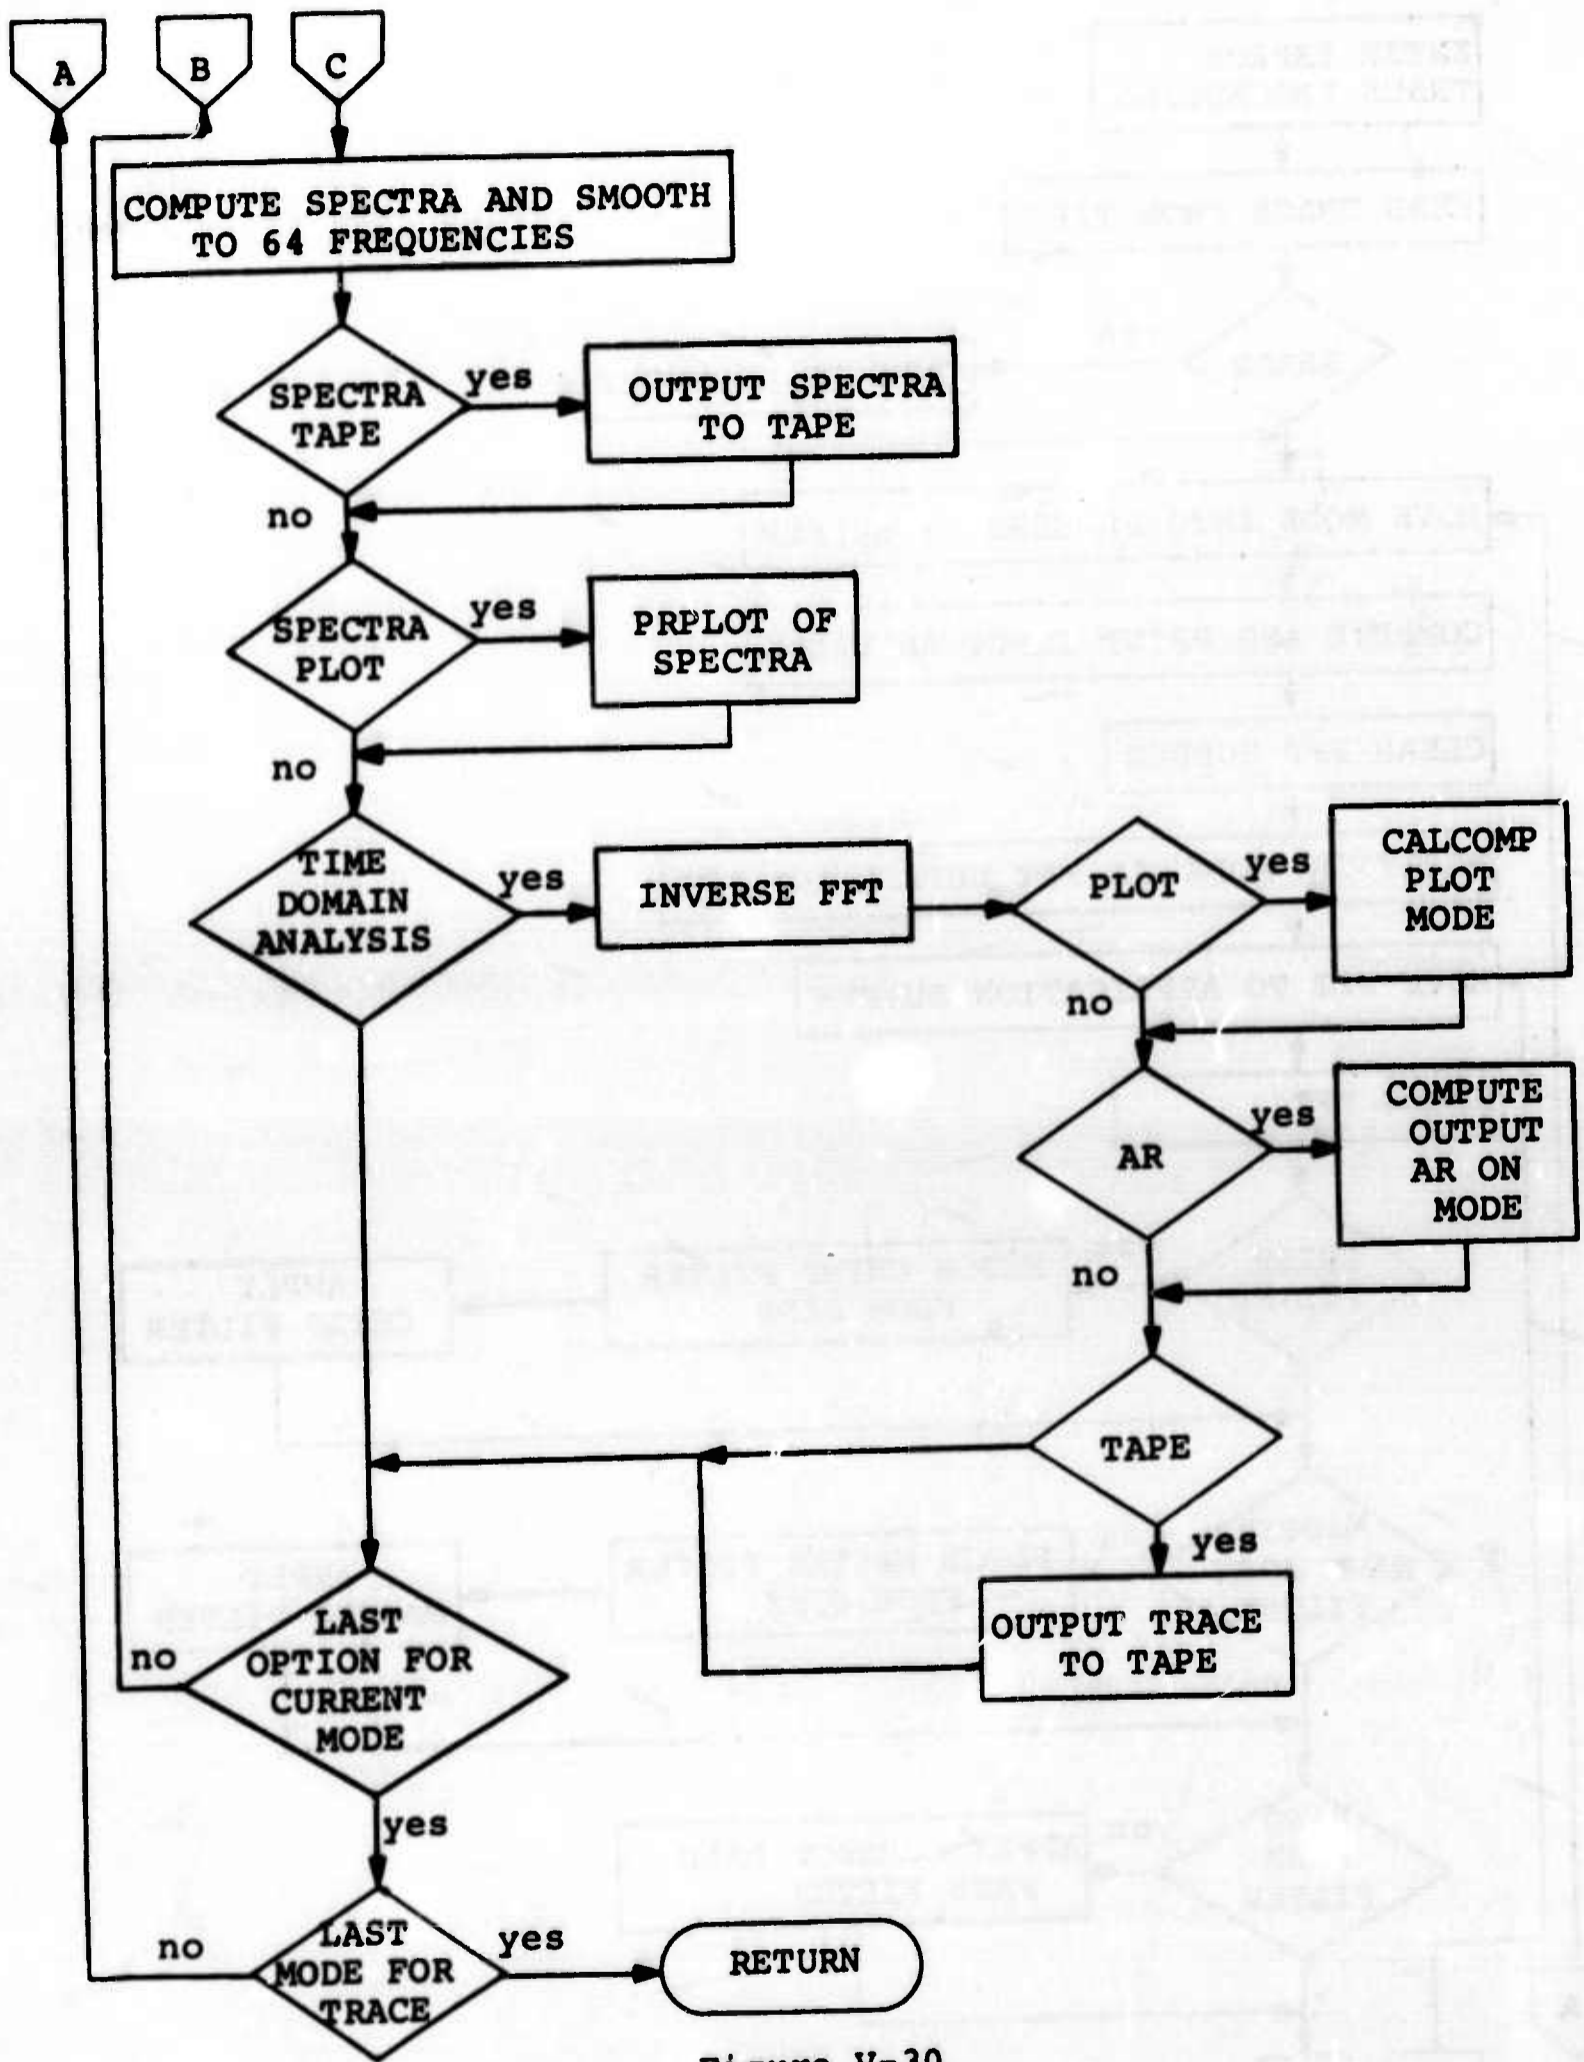 A
B
C
COMPUTE SPECTRA AND SMOOTH
TO 64 FREQUENCIES
SPECTRA
TAPE
yes
OUTPUT SPECTRA
TO TAPE
no
SPECTRA
PLOT
yes
PRPLOT OF
SPECTRA
no
TIME
DOMAIN
ANALYSIS
yes
INVERSE FFT
PLOT
yes
CALCOMP
PLOT
MODE
no
AR
yes
COMPUTE
OUTPUT
AR ON
MODE
no
TAPE
yes
OUTPUT TRACE
TO TAPE
LAST
OPTION FOR
CURRENT
MODE
no
yes
LAST
MODE FOR
TRACE
no
yes
RETURN
Figure V-30